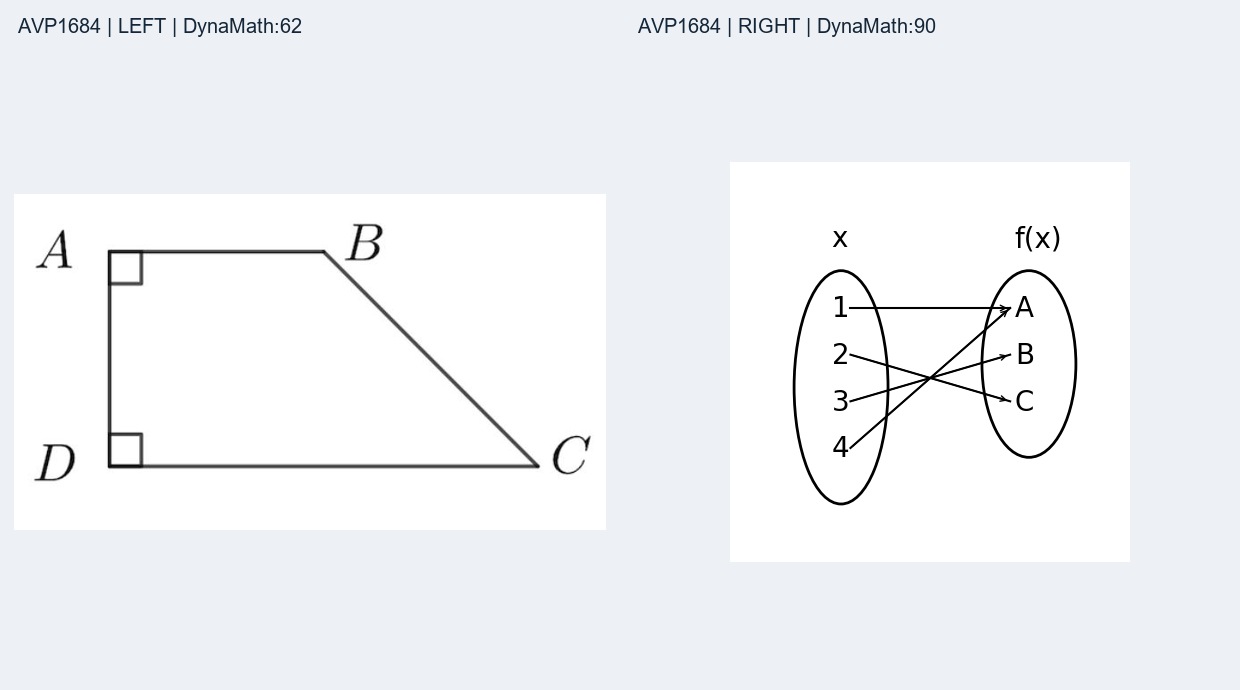 AVP1684 | LEFT | DynaMath:62
AVP1684 | RIGHT | DynaMath:90
A
B
D
C
x f(x)
1 A
2 B
3 C
4